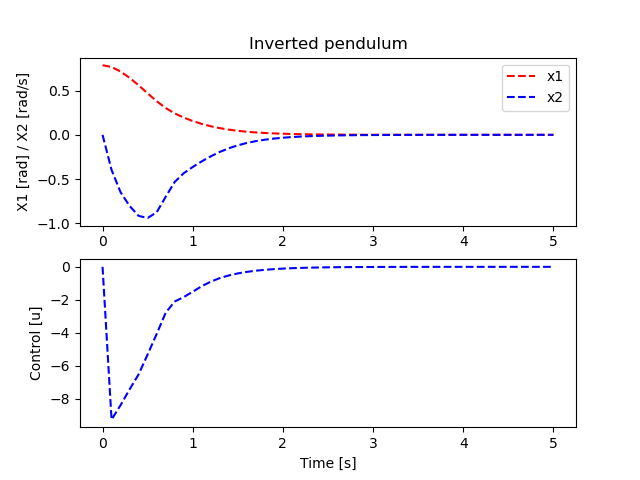 Inverted pendulum
X1 [rad] / X2 [rad/s]
0.5
0.0
−0.5
−1.0
x1
x2
0 1 2 3 4 5
Control [u]
0
−2
−4
−6
−8
0 1 2 3 4 5
Time [s]